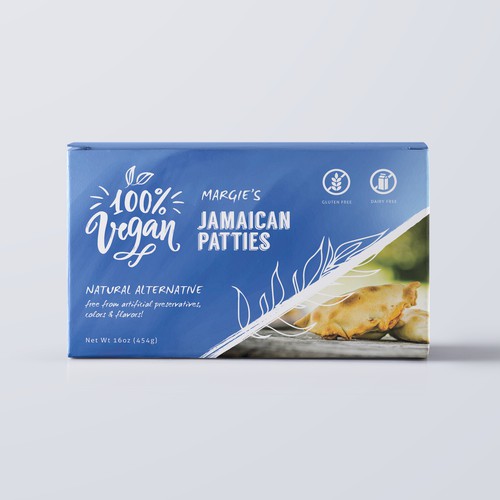 100%
Vegan
MARGIE'S
JAMAICAN
PATTIES
GLUTEN FREE
DAIRY FREE
NATURAL ALTERNATIVE
free from artificial preservatives,
colors & flavors!
Net Wt 16oz (454g)